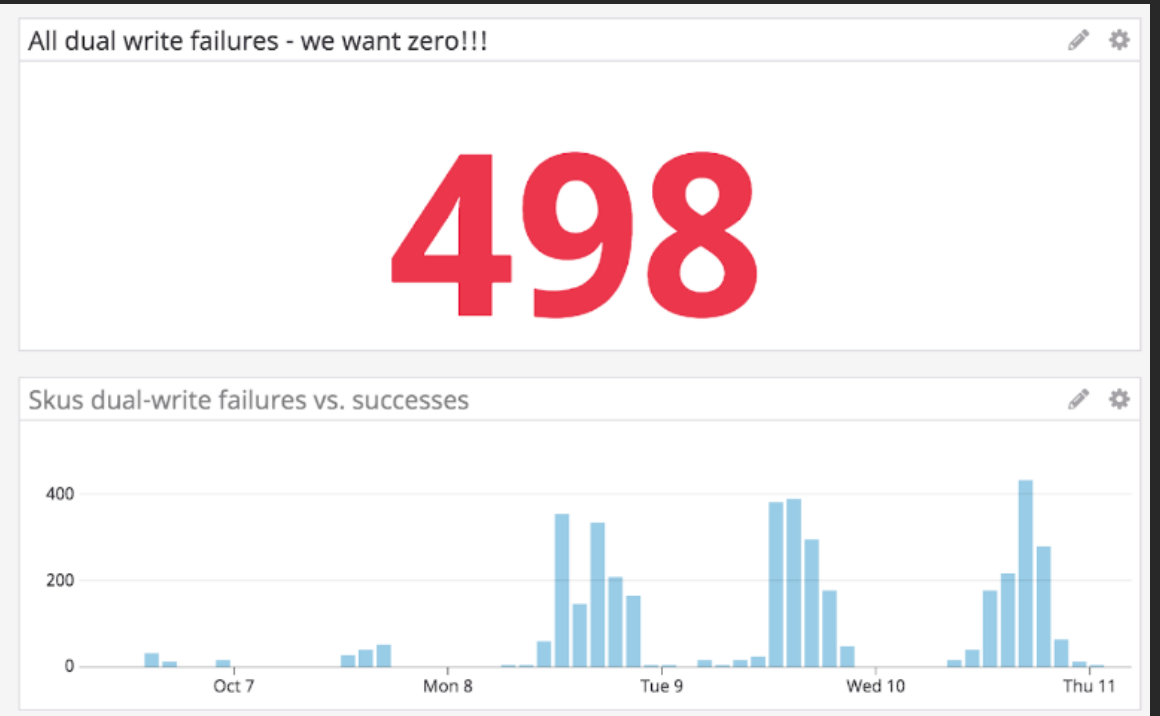 All dual write failures - we want zero!!!
498
Skus dual-write failures vs. successes
400
200
0
Oct 7 Mon 8 Tue 9 Wed 10 Thu 11